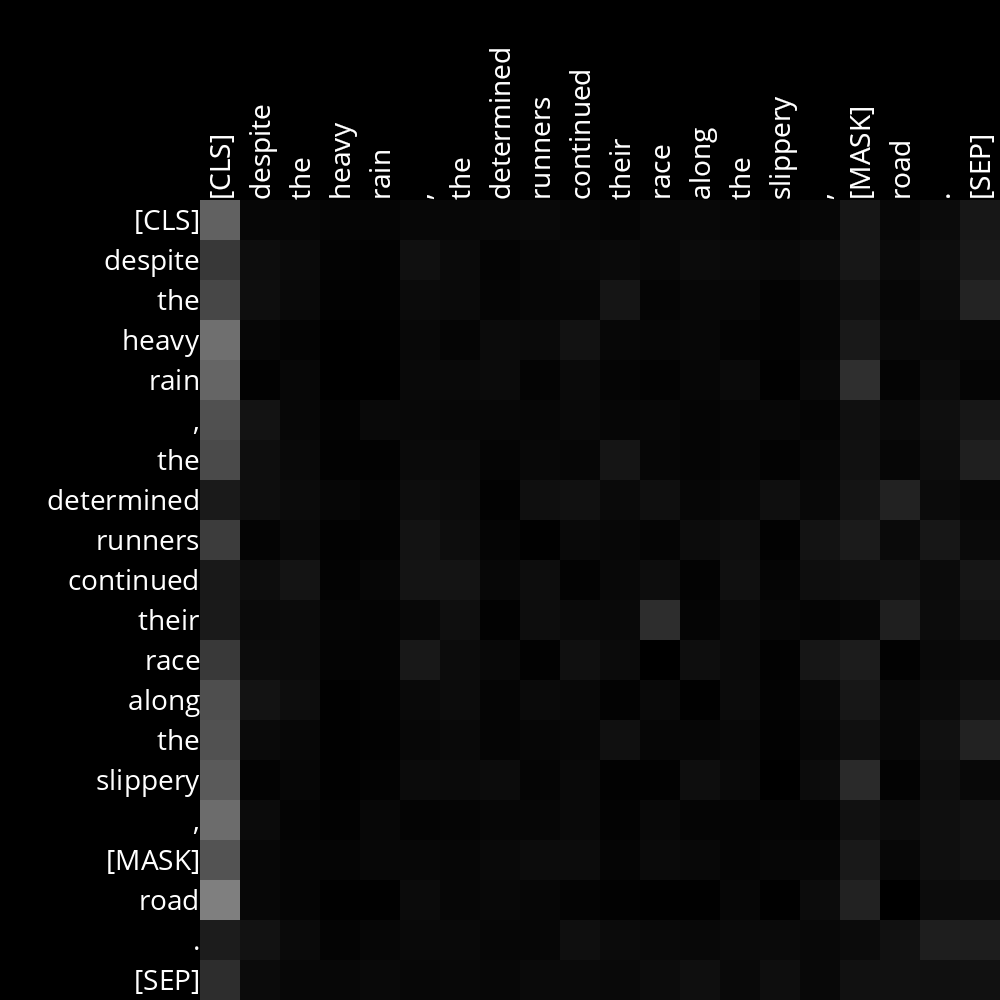 [CLS] despite the heavy rain , the determined runners continued their race along the slippery , [MASK] road . [SEP]
[CLS]
despite
the
heavy
rain
,
the
determined
runners
continued
their
race
along
the
slippery
,
[MASK]
road
.
[SEP]